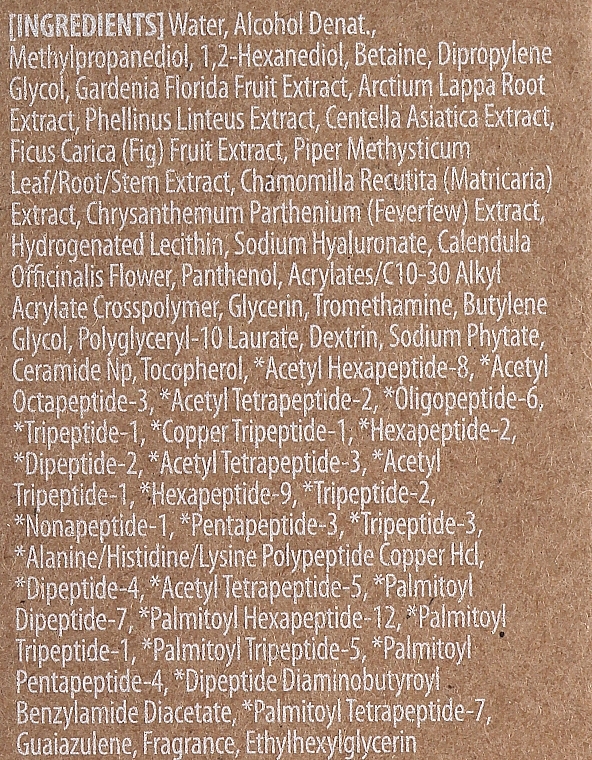 [INGREDIENTS] Water, Alcohol Denat.,
Methylpropanediol, 1,2-Hexanediol, Betaine, Dipropylene
Glycol, Gardenia Florida Fruit Extract, Arctium Lappa Root
Extract, Phellinus Linteus Extract, Centella Asiatica Extract,
Ficus Carica (Fig) Fruit Extract, Piper Methysticum
Leaf/Root/Stem Extract, Chamomilla Recutita (Matricaria)
Extract, Chrysanthemum Parthenium (Feverfew) Extract,
Hydrogenated Lecithin, Sodium Hyaluronate, Calendula
Officinalis Flower, Panthenol, Acrylates/C10-30 Alkyl
Acrylate Crosspolymer, Glycerin, Tromethamine, Butylene
Glycol, Polyglyceryl-10 Laurate, Dextrin, Sodium Phytate,
Ceramide Np, Tocopherol, *Acetyl Hexapeptide-8, *Acetyl
Octapeptide-3, *Acetyl Tetrapeptide-2, *Oligopeptide-6,
*Tripeptide-1, *Copper Tripeptide-1, *Hexapeptide-2,
*Dipeptide-2, *Acetyl Tetrapeptide-3, *Acetyl
Tripeptide-1, *Hexapeptide-9, *Tripeptide-2,
*Nonapeptide-1, *Pentapeptide-3, *Tripeptide-3,
*Alanine/Histidine/Lysine Polypeptide Copper Hcl,
*Dipeptide-4, *Acetyl Tetrapeptide-5, *Palmitoyl
Dipeptide-7, *Palmitoyl Hexapeptide-12, *Palmitoyl
Tripeptide-1, *Palmitoyl Tripeptide-5, *Palmitoyl
Pentapeptide-4, *Dipeptide Diaminobutyroyl
Benzylamide Diacetate, *Palmitoyl Tetrapeptide-7,
Guaiazulene, Fragrance, Ethylhexylglycerin